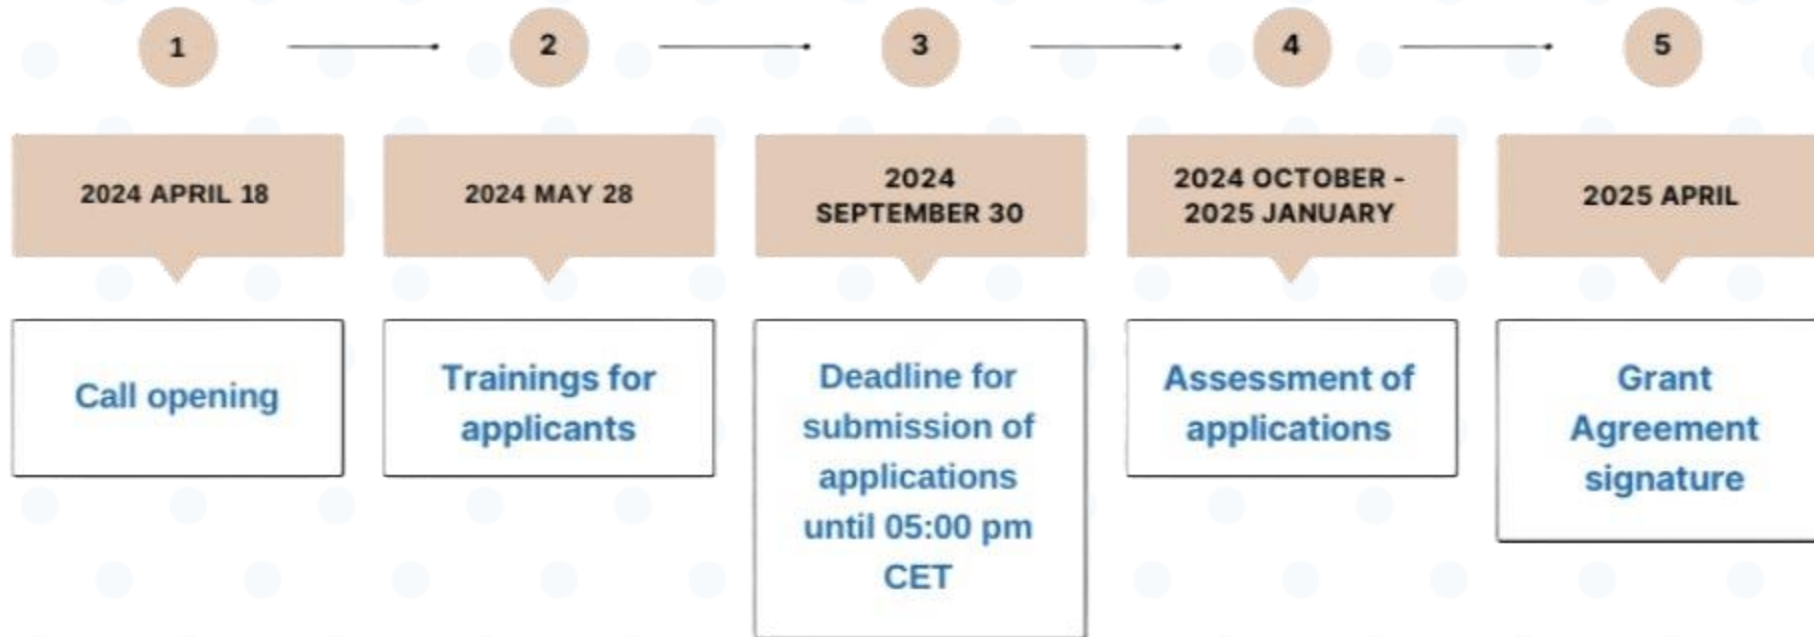 1
2
3
4
5
2024 APRIL 18
2024 MAY 28
2024
SEPTEMBER 30
2024 OCTOBER -
2025 JANUARY
2025 APRIL
Call opening
Trainings for
applicants
Deadline for
submission of
applications
until 05:00 pm
CET
Assessment of
applications
Grant
Agreement
signature